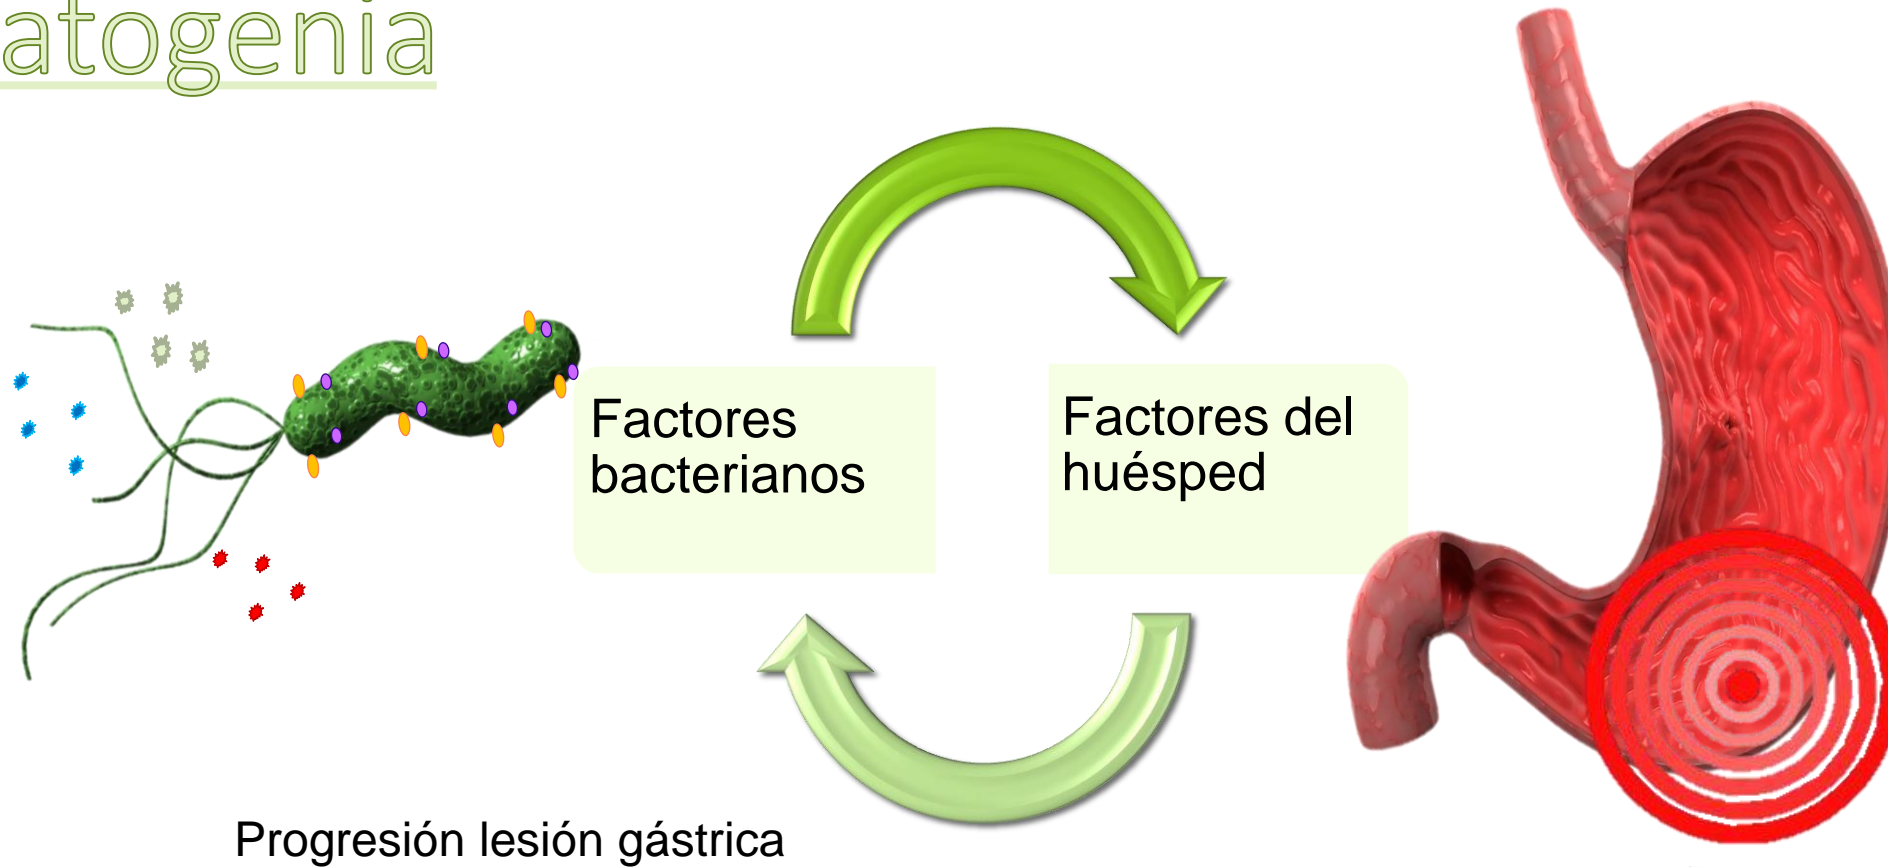 atogenia
Factores
bacterianos
Factores del
huésped
Progresión lesión gástrica